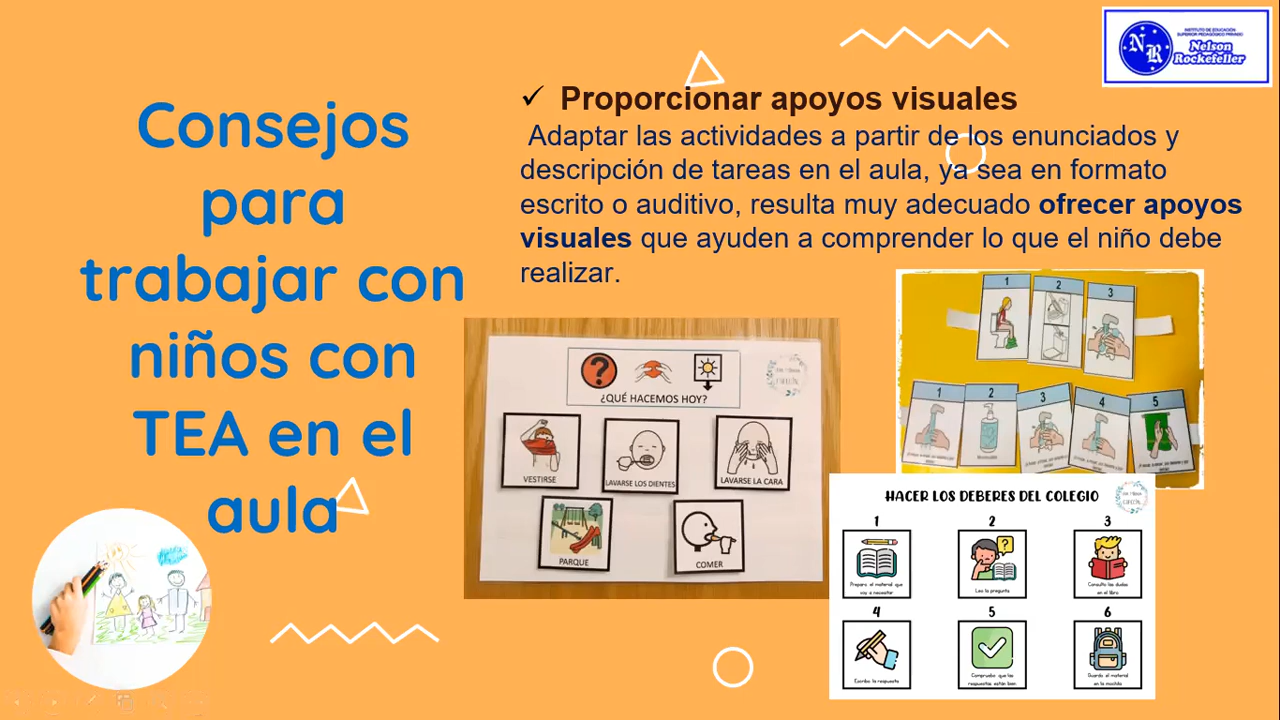 INSTITUTO DE EDUCACIÓN
SUPERIOR PEDAGÓGICO PRIVADO
N R
Nelson
Rockefeller
Consejos
para
trabajar con
niños con
TEA en el
aula
✓ Proporcionar apoyos visuales
Adaptar las actividades a partir de los enunciados y
descripción de tareas en el aula, ya sea en formato
escrito o auditivo, resulta muy adecuado ofrecer apoyos
visuales que ayuden a comprender lo que el niño debe
realizar.
¿QUÉ HACEMOS HOY?
VESTIRSE
LAVARSE LOS DIENTES
LAVARSE LA CARA
PARQUE
COMER
1 2 3
1 2 3 4 5
HACER LOS DEBERES DEL COLEGIO
1 2 3
Preparo el material que
voy a necesitar
Leo la pregunta
Consulto las dudas
en el libro
4 5 6
Escribo la respuesta
Compruebo que las
respuestas están bien
Guardo el material
en la mochila